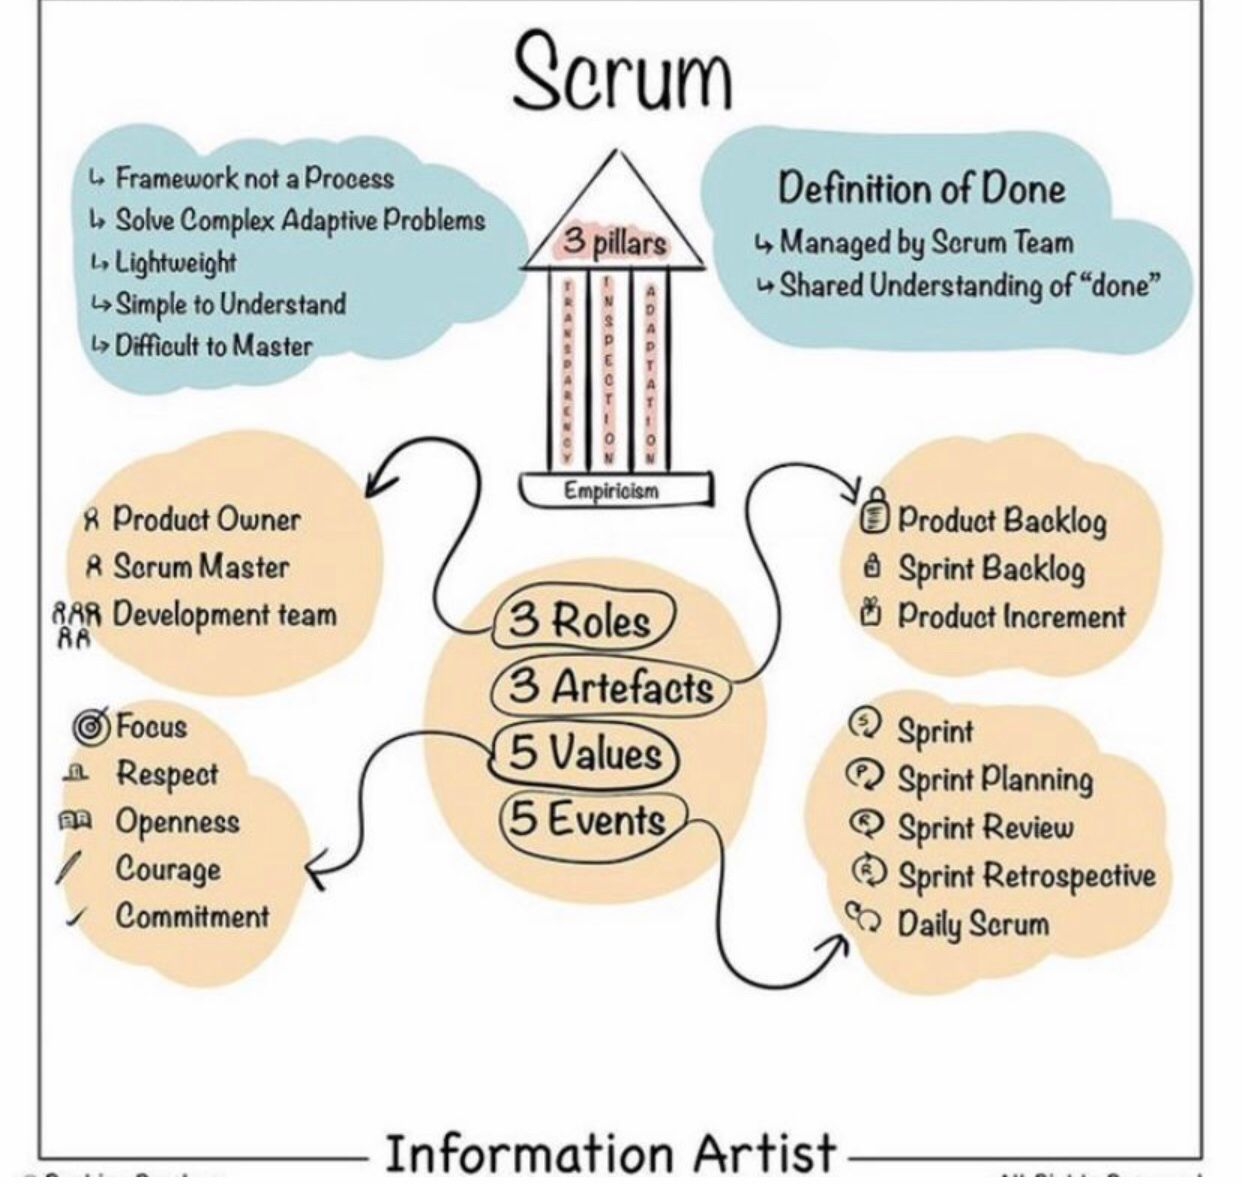 Scrum
↳ Framework not a Process
↳ Solve Complex Adaptive Problems
↳ Lightweight
↳ Simple to Understand
↳ Difficult to Master
3 pillars
TRANSPARENCY
INSPECTION
ADAPTATION
Empiricism
Definition of Done
↳ Managed by Scrum Team
↳ Shared Understanding of “done”
Product Owner
Scrum Master
Development team
3 Roles
3 Artefacts
5 Values
5 Events
Product Backlog
Sprint Backlog
Product Increment
Focus
Respect
Openness
Courage
Commitment
S Sprint
P Sprint Planning
R Sprint Review
R Sprint Retrospective
Daily Scrum
Information Artist